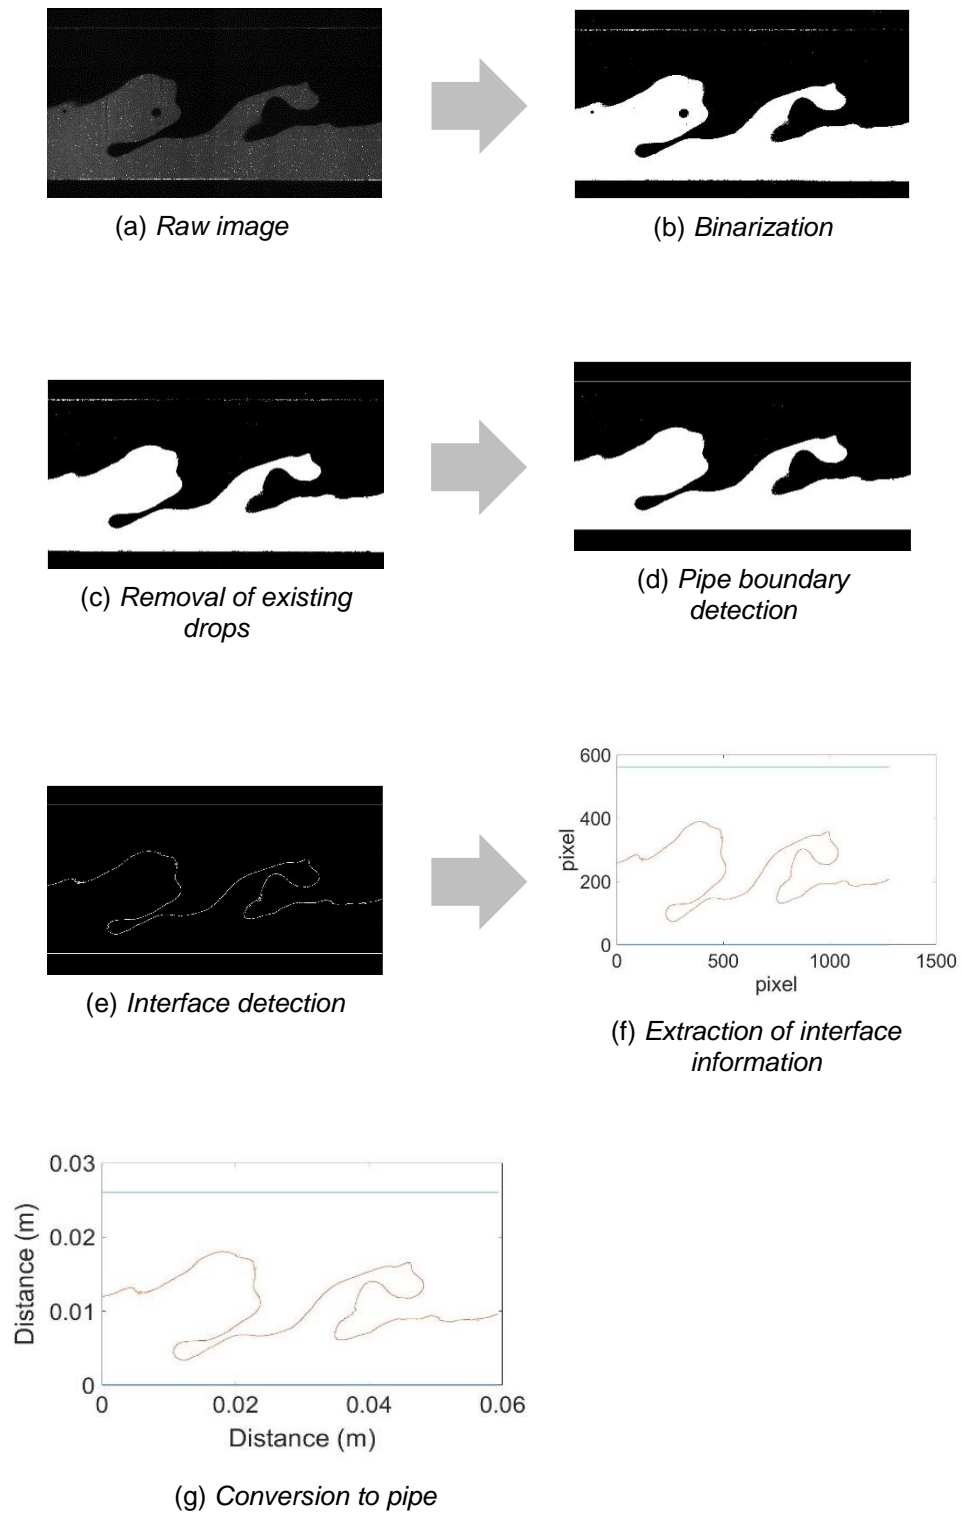 (a) Raw image
(b) Binarization
(c) Removal of existing
drops
(d) Pipe boundary
detection
(e) Interface detection
600
400
200
0
pixel
0 500 1000 1500
pixel
(f) Extraction of interface
information
0.03
0.02
0.01
0
Distance (m)
0 0.02 0.04 0.06
Distance (m)
(g) Conversion to pipe